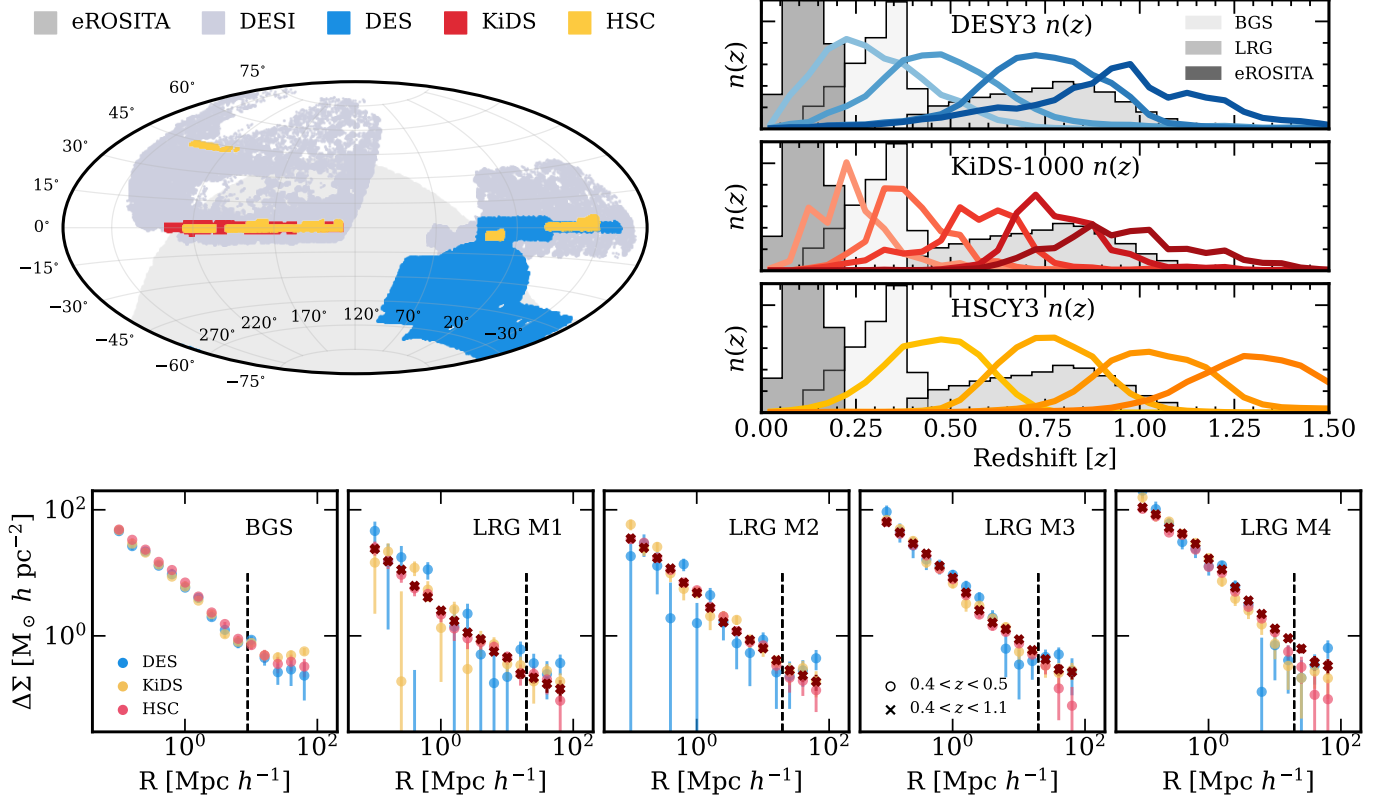 eROSITA DESI DES KiDS HSC
75°
60°
45°
30°
15°
0°
−15°
−30°
−45°
−60°
−75°
270° 220° 170° 120° 70° 20° −30°
DESY3 n(z)
BGS
LRG
eROSITA
n(z)
KiDS-1000 n(z)
n(z)
HSCY3 n(z)
n(z)
0.00 0.25 0.50 0.75 1.00 1.25 1.50
Redshift [z]
ΔΣ [M⊙ h pc⁻²]
10²
10⁰
BGS
DES
KiDS
HSC
LRG M1
LRG M2
LRG M3
0.4 < z < 0.5
0.4 < z < 1.1
LRG M4
10⁰ 10² 10⁰ 10² 10⁰ 10² 10⁰ 10² 10⁰ 10²
R [Mpc h⁻¹] R [Mpc h⁻¹] R [Mpc h⁻¹] R [Mpc h⁻¹] R [Mpc h⁻¹]